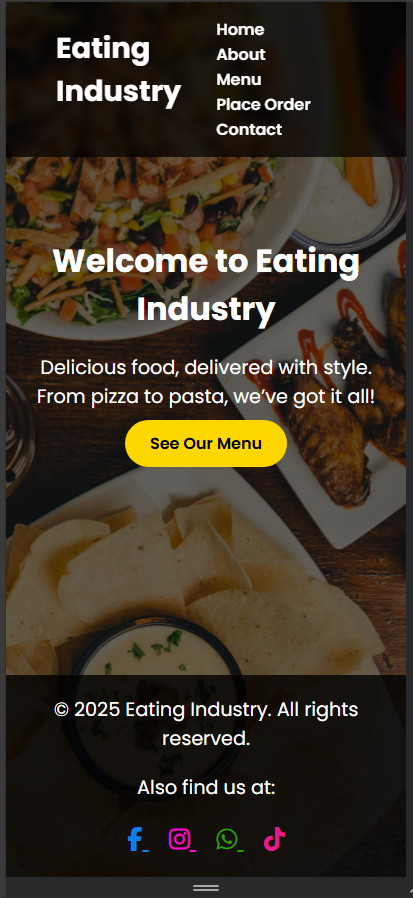 Eating
Industry
Home
About
Menu
Place Order
Contact
Welcome to Eating
Industry
Delicious food, delivered with style.
From pizza to pasta, we’ve got it all!
See Our Menu
© 2025 Eating Industry. All rights
reserved.
Also find us at: